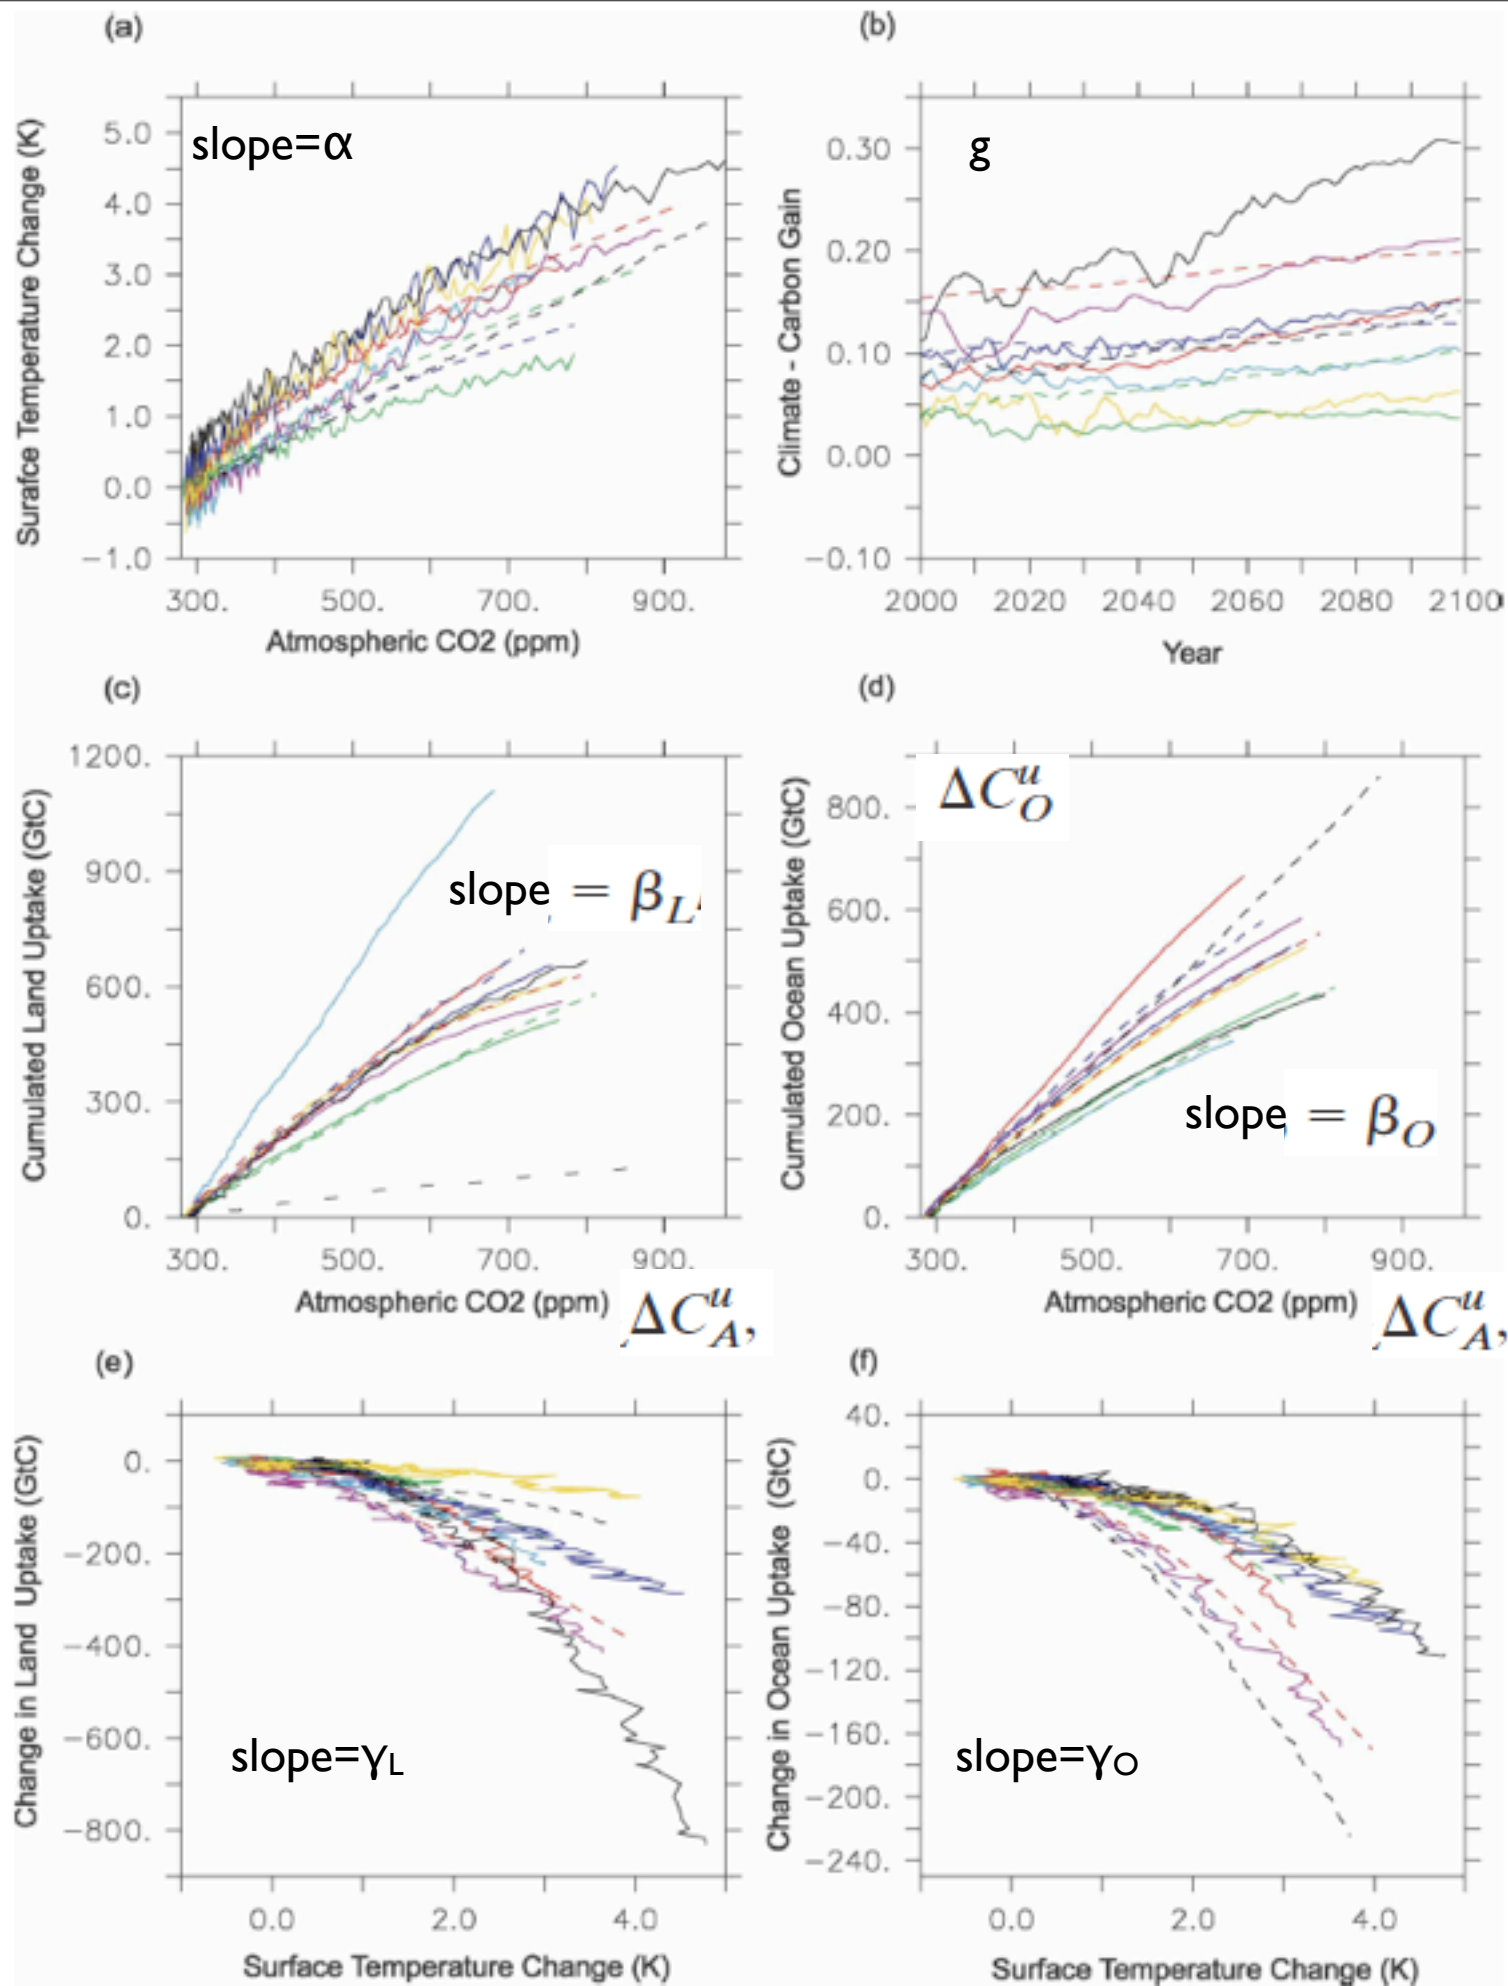 (a)
slope=α
Surafce Temperature Change (K)
5.0
4.0
3.0
2.0
1.0
0.0
−1.0
300. 500. 700. 900.
Atmospheric CO2 (ppm)
(b)
g
Climate - Carbon Gain
0.30
0.20
0.10
0.00
−0.10
2000 2020 2040 2060 2080 2100
Year
(c)
Cumulated Land Uptake (GtC)
1200.
900.
600.
300.
0.
slope = βL
300. 500. 700. 900.
Atmospheric CO2 (ppm)
ΔC^u_A,
(d)
ΔC^u_O
Cumulated Ocean Uptake (GtC)
800.
600.
400.
200.
0.
slope = βO
300. 500. 700. 900.
Atmospheric CO2 (ppm)
ΔC^u_A,
(e)
Change in Land Uptake (GtC)
0.
−200.
−400.
−600.
−800.
slope=γL
0.0 2.0 4.0
Surface Temperature Change (K)
(f)
Change in Ocean Uptake (GtC)
40.
0.
−40.
−80.
−120.
−160.
−200.
−240.
slope=γO
0.0 2.0 4.0
Surface Temperature Change (K)